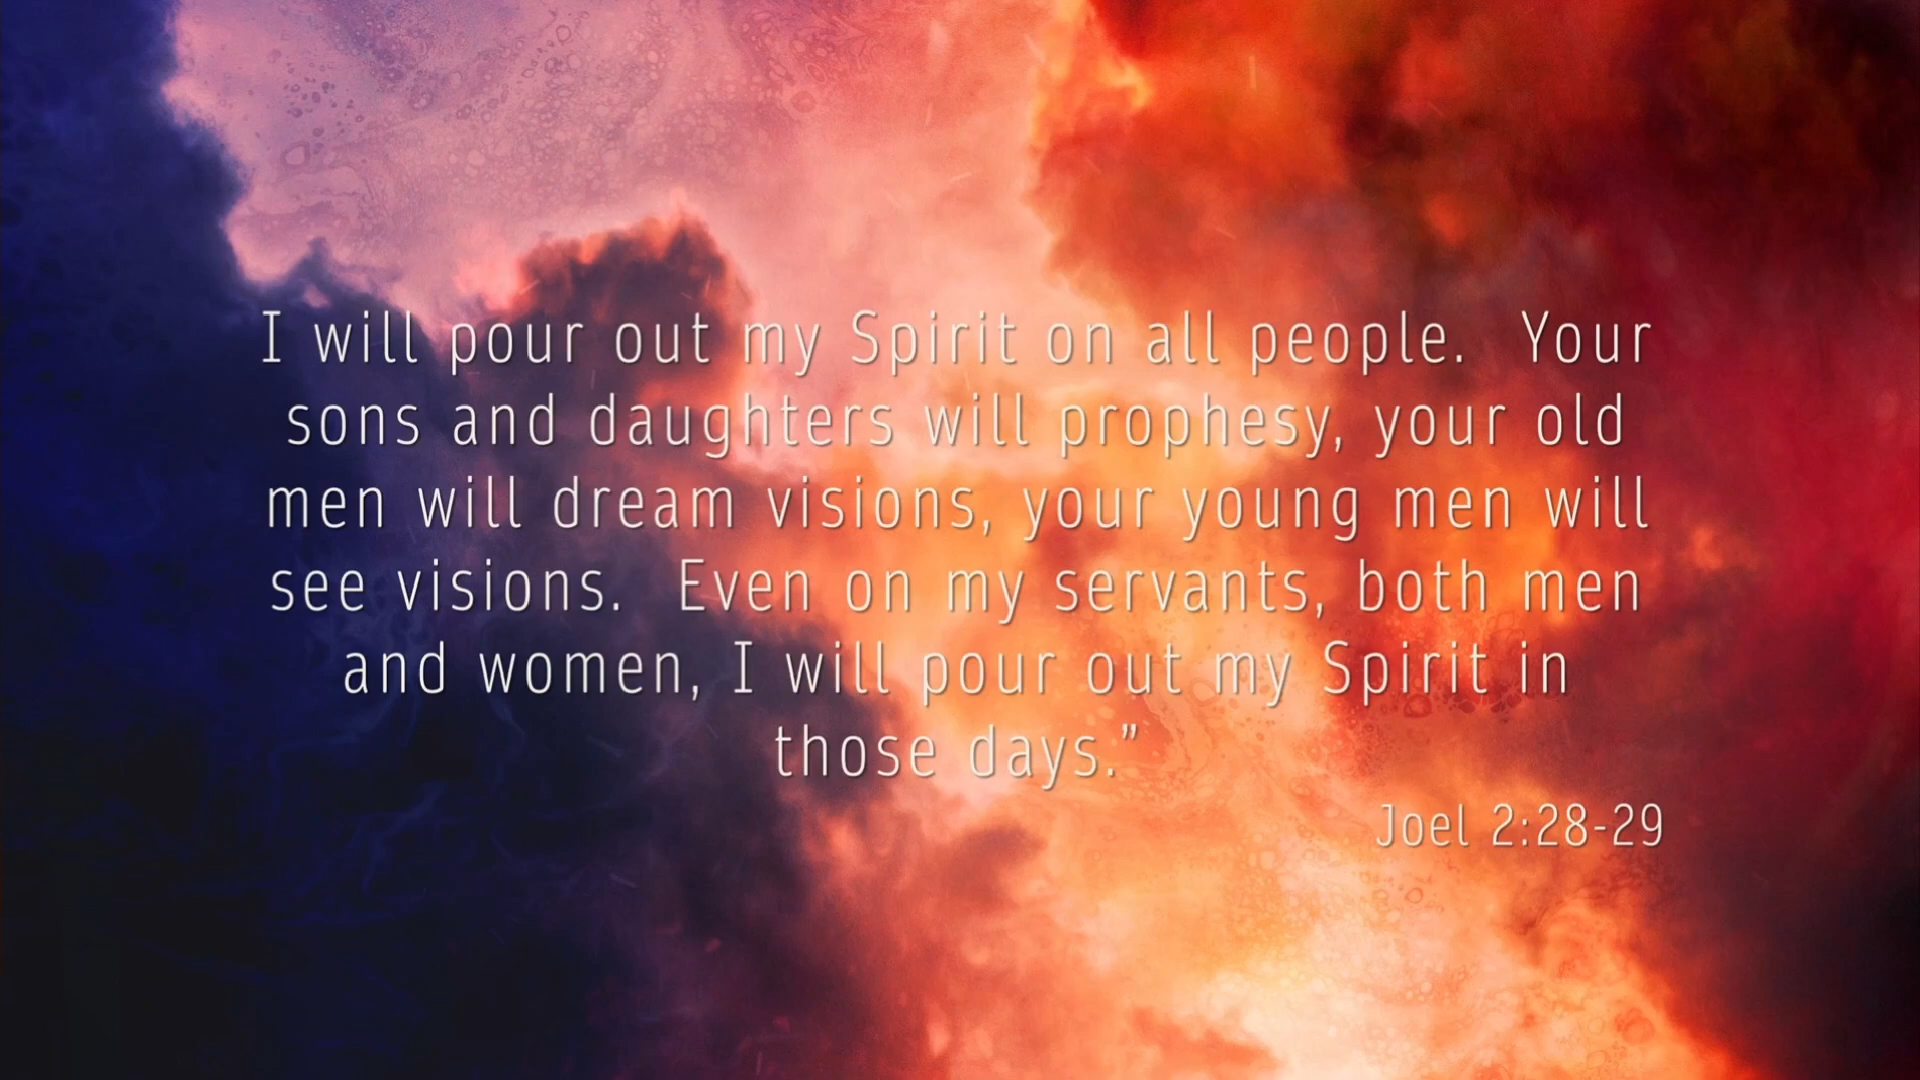 I will pour out my Spirit on all people.  Your
sons and daughters will prophesy, your old
men will dream visions, your young men will
see visions.  Even on my servants, both men
and women, I will pour out my Spirit in
those days.”
Joel 2:28-29